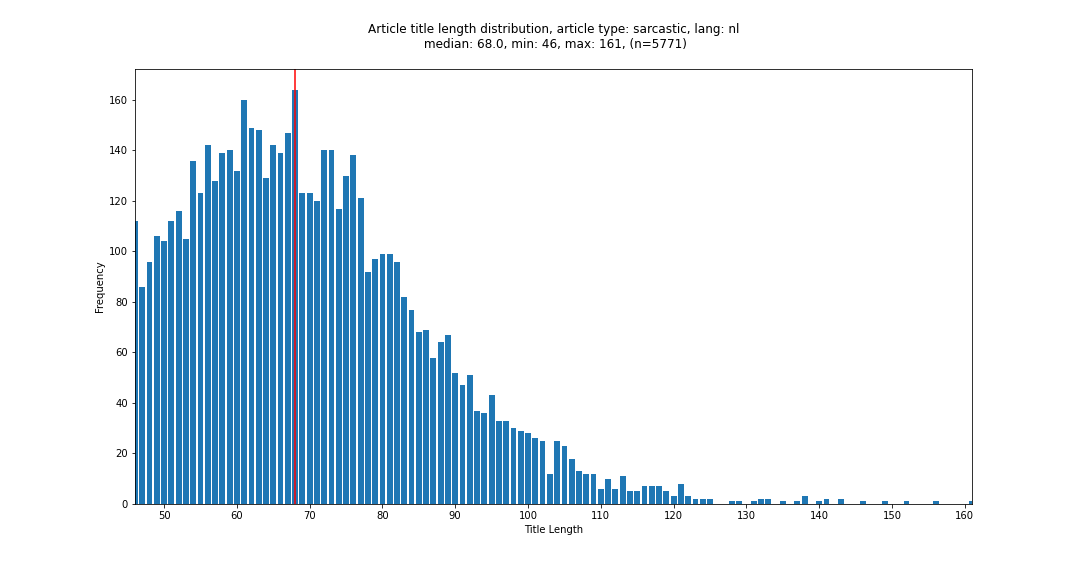 Article title length distribution, article type: sarcastic, lang: nl
median: 68.0, min: 46, max: 161, (n=5771)
160
140
120
100
80
60
40
20
0
Frequency
50 60 70 80 90 100 110 120 130 140 150 160
Title Length